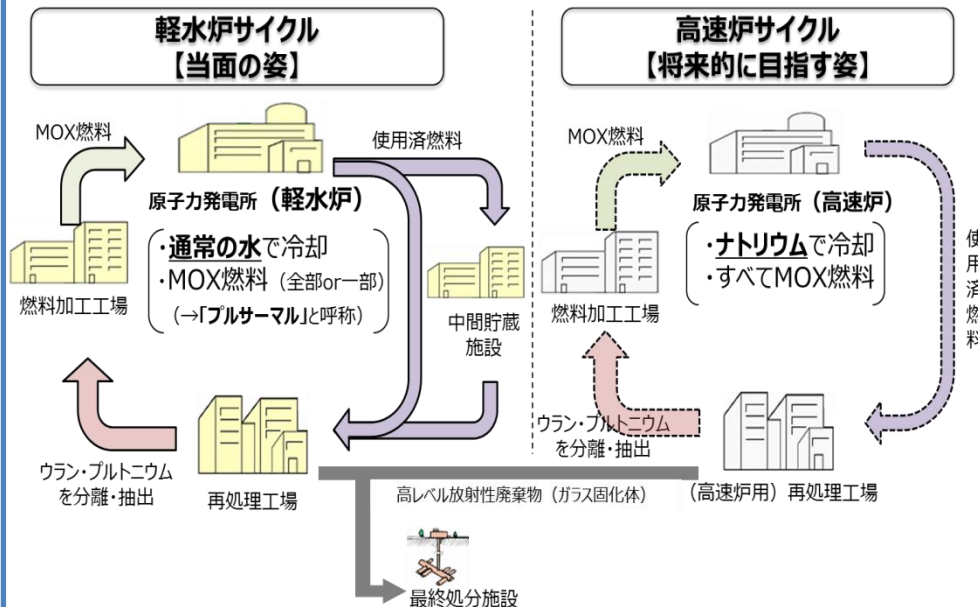 軽水炉サイクル
【当面の姿】
MOX燃料
使用済燃料
原子力発電所（軽水炉）
・通常の水で冷却
・MOX燃料（全部or一部）
（→「プルサーマル」と呼称）
燃料加工工場
中間貯蔵
施設
ウラン・プルトニウム
を分離・抽出
再処理工場
高速炉サイクル
【将来的に目指す姿】
MOX燃料
原子力発電所（高速炉）
・ナトリウムで冷却
・すべてMOX燃料
燃料加工工場
使用済燃料
ウラン・プルトニウム
を分離・抽出
（高速炉用）再処理工場
高レベル放射性廃棄物（ガラス固化体）
最終処分施設